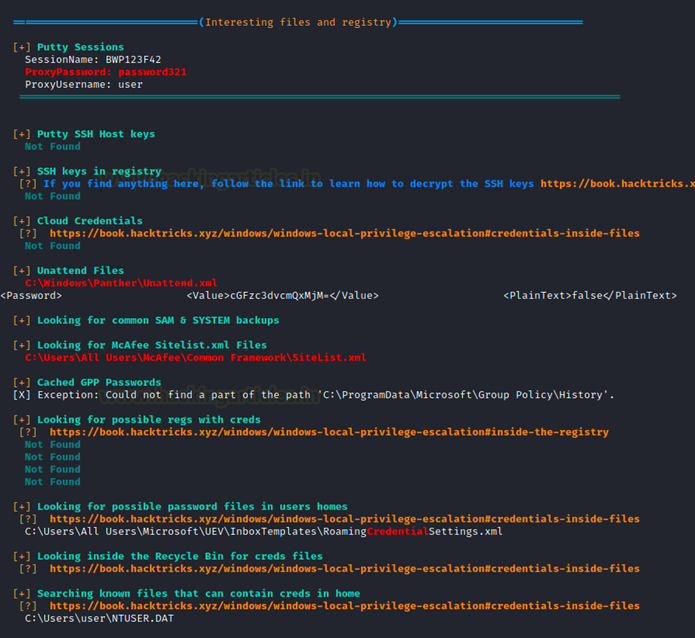 (Interesting files and registry)
[+] Putty Sessions
SessionName: BWP123F42
ProxyPassword: password321
ProxyUsername: user
[+] Putty SSH Host keys
Not Found
[+] SSH keys in registry
[?] If you find anything here, follow the link to learn how to decrypt the SSH keys https://book.hacktricks.x
Not Found
[+] Cloud Credentials
[?] https://book.hacktricks.xyz/windows/windows-local-privilege-escalation#credentials-inside-files
Not Found
[+] Unattend Files
C:\Windows\Panther\Unattend.xml
<Password> <Value>cGFzc3dvcmQxMjM=</Value> <PlainText>false</PlainText>
[+] Looking for common SAM & SYSTEM backups
[+] Looking for McAfee Sitelist.xml Files
C:\Users\All Users\McAfee\Common Framework\SiteList.xml
[+] Cached GPP Passwords
[X] Exception: Could not find a part of the path 'C:\ProgramData\Microsoft\Group Policy\History'.
[+] Looking for possible regs with creds
[?] https://book.hacktricks.xyz/windows/windows-local-privilege-escalation#inside-the-registry
Not Found
Not Found
Not Found
Not Found
[+] Looking for possible password files in users homes
[?] https://book.hacktricks.xyz/windows/windows-local-privilege-escalation#credentials-inside-files
C:\Users\All Users\Microsoft\UEV\InboxTemplates\RoamingCredentialSettings.xml
[+] Looking inside the Recycle Bin for creds files
[?] https://book.hacktricks.xyz/windows/windows-local-privilege-escalation#credentials-inside-files
[+] Searching known files that can contain creds in home
[?] https://book.hacktricks.xyz/windows/windows-local-privilege-escalation#credentials-inside-files
C:\Users\user\NTUSER.DAT